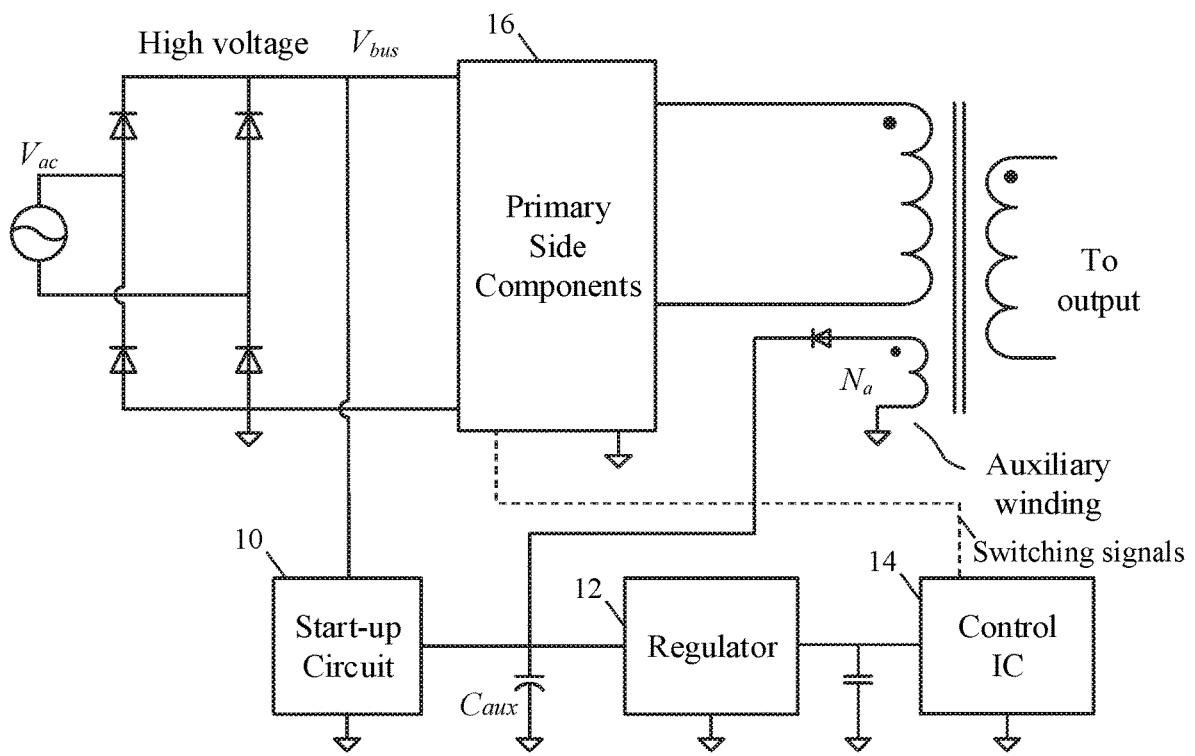 16
High voltage
V_bus
V_ac
Primary
Side
Components
To
output
N_a
Auxiliary
winding
Switching signals
10
12
14
Start-up
Circuit
Regulator
Control
IC
C_aux